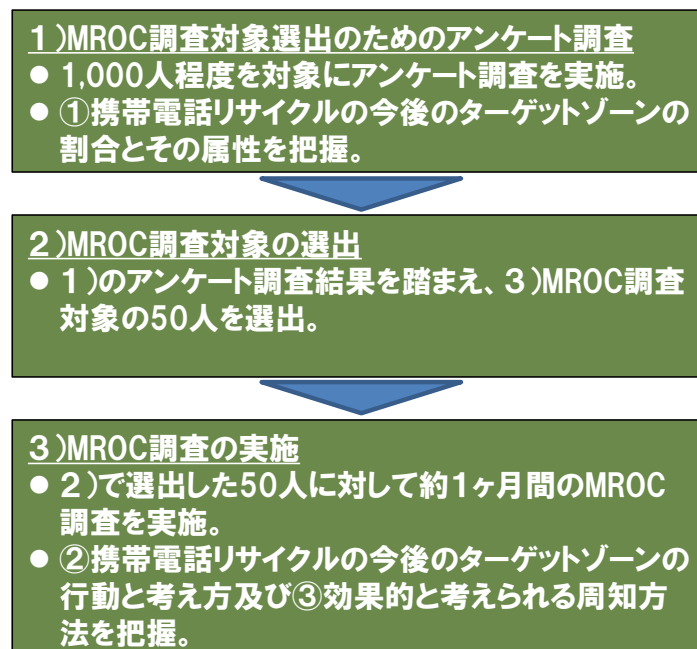 １)MROC調査対象選出のためのアンケート調査
● 1,000人程度を対象にアンケート調査を実施。
● ①携帯電話リサイクルの今後のターゲットゾーンの
割合とその属性を把握。
２)MROC調査対象の選出
● １)のアンケート調査結果を踏まえ、３)MROC調査
対象の50人を選出。
３)MROC調査の実施
● ２)で選出した50人に対して約1ヶ月間のMROC
調査を実施。
● ②携帯電話リサイクルの今後のターゲットゾーンの
行動と考え方及び③効果的と考えられる周知方
法を把握。